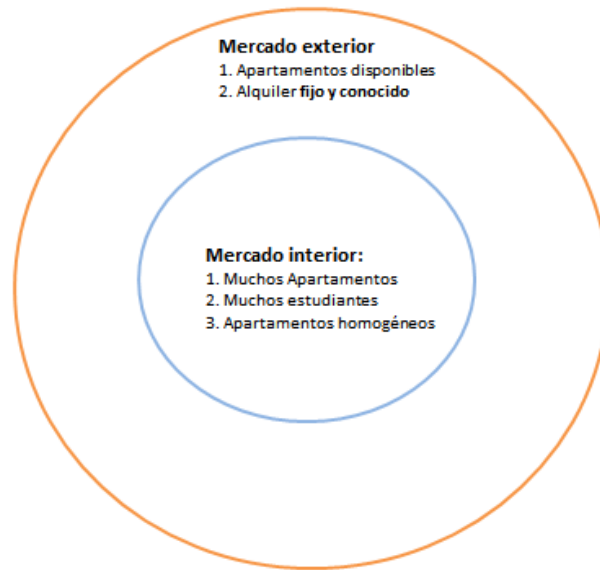 Mercado exterior
1. Apartamentos disponibles
2. Alquiler fijo y conocido
Mercado interior:
1. Muchos Apartamentos
2. Muchos estudiantes
3. Apartamentos homogéneos